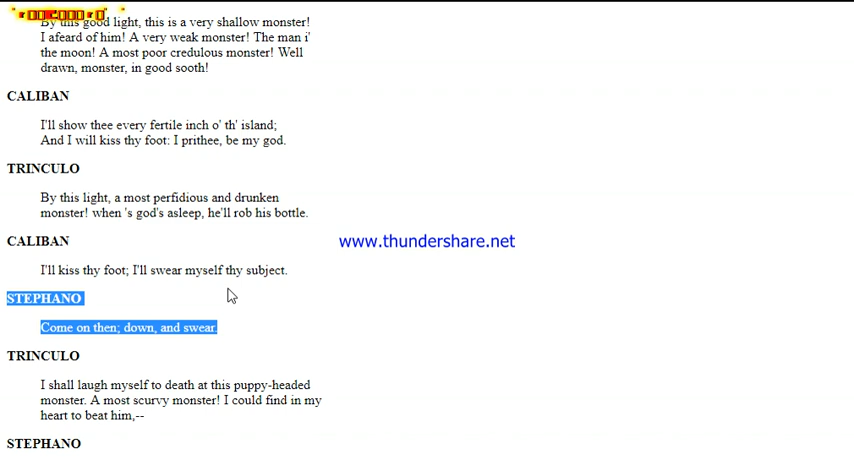 By this good light, this is a very shallow monster!
I afeard of him! A very weak monster! The man i'
the moon! A most poor credulous monster! Well
drawn, monster, in good sooth!
CALIBAN
I'll show thee every fertile inch o' th' island;
And I will kiss thy foot: I prithee, be my god.
TRINCULO
By this light, a most perfidious and drunken
monster! when 's god's asleep, he'll rob his bottle.
www.thundershare.net
CALIBAN
I'll kiss thy foot; I'll swear myself thy subject.
STEPHANO
Come on then; down, and swear.
TRINCULO
I shall laugh myself to death at this puppy-headed
monster. A most scurvy monster! I could find in my
heart to beat him,--
STEPHANO